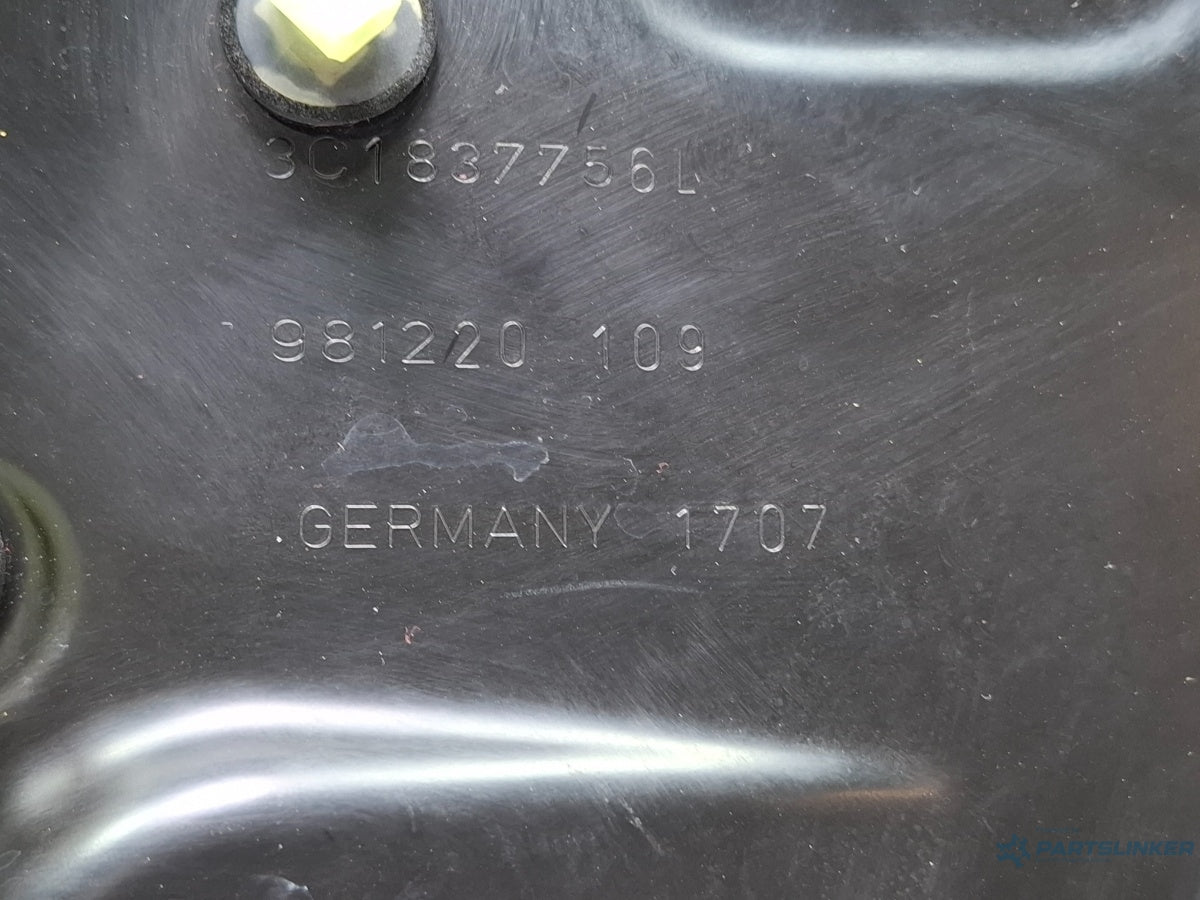 3C1837756L
981220 109
GERMANY 1707
PARTSLINKER